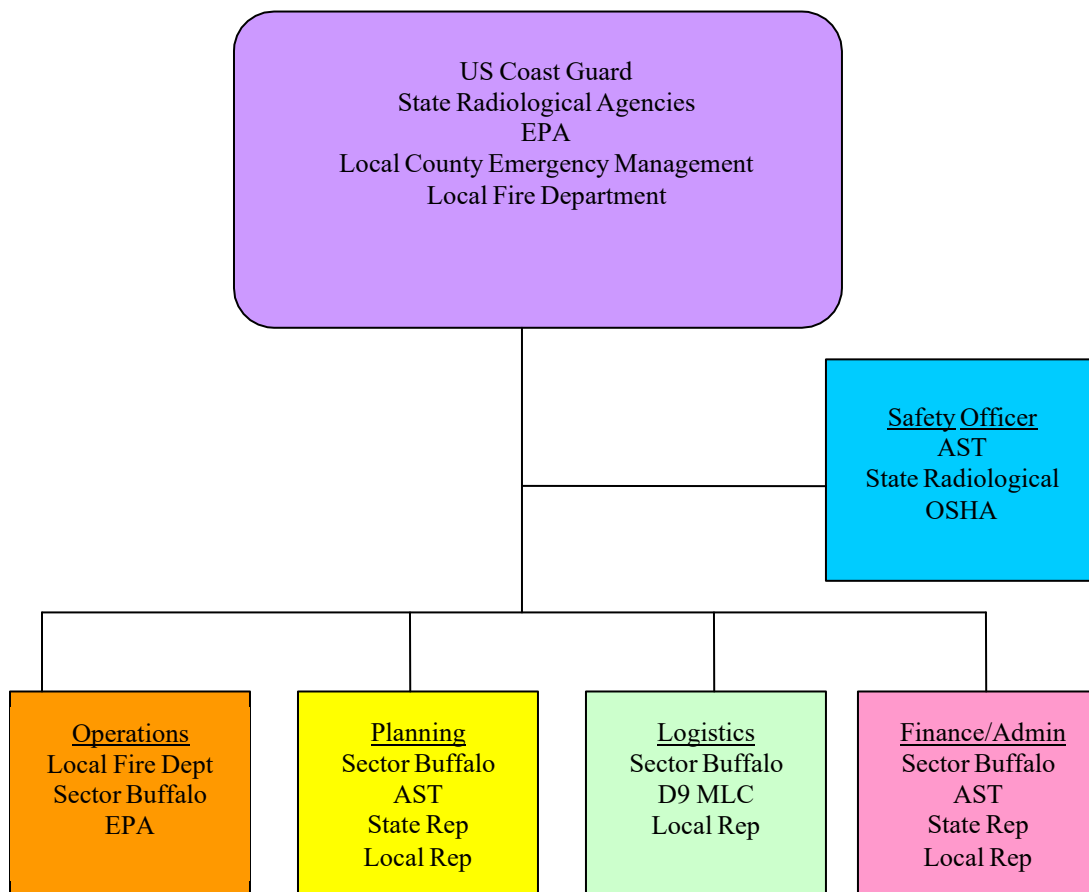 US Coast Guard
State Radiological Agencies
EPA
Local County Emergency Management
Local Fire Department
Safety Officer
AST
State Radiological
OSHA
Operations
Local Fire Dept
Sector Buffalo
EPA
Planning
Sector Buffalo
AST
State Rep
Local Rep
Logistics
Sector Buffalo
D9 MLC
Local Rep
Finance/Admin
Sector Buffalo
AST
State Rep
Local Rep